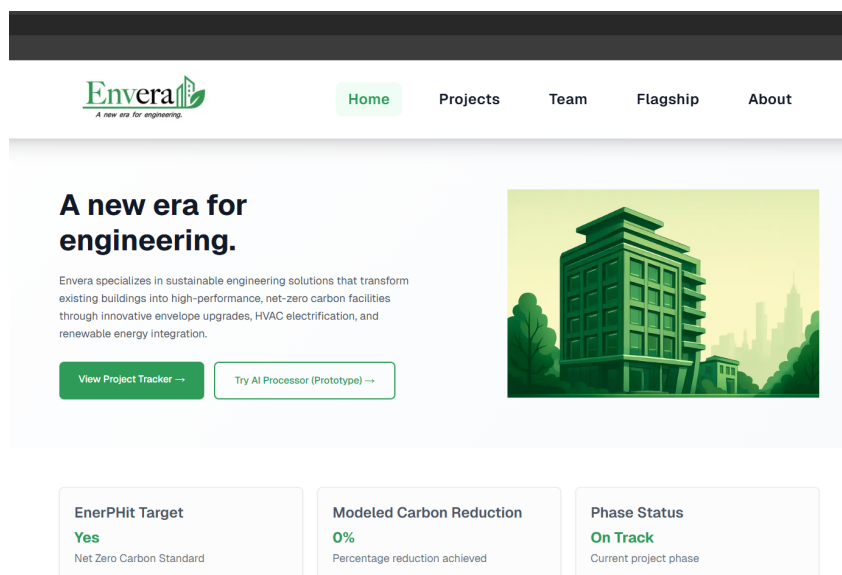 Envera
A new era for engineering.
Home
Projects
Team
Flagship
About
A new era for
engineering.
Envera specializes in sustainable engineering solutions that transform
existing buildings into high-performance, net-zero carbon facilities
through innovative envelope upgrades, HVAC electrification, and
renewable energy integration.
View Project Tracker →
Try AI Processor (Prototype) →
EnerPHit Target
Yes
Net Zero Carbon Standard
Modeled Carbon Reduction
0%
Percentage reduction achieved
Phase Status
On Track
Current project phase